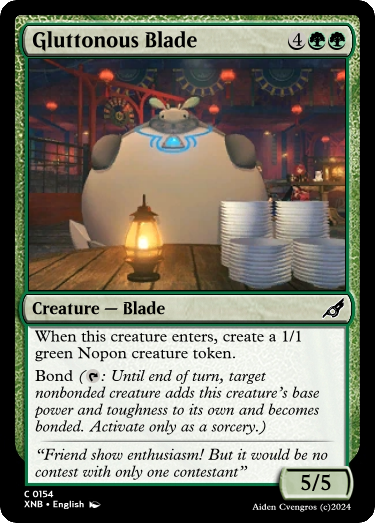 Gluttonous Blade 4
Creature — Blade
When this creature enters, create a 1/1
green Nopon creature token.
Bond (: Until end of turn, target
nonbonded creature adds this creature's base
power and toughness to its own and becomes
bonded. Activate only as a sorcery.)
“Friend show enthusiasm! But it would be no
contest with only one contestant”
5/5
C 0154
XNB • English
Aiden Cvengros (c)2024